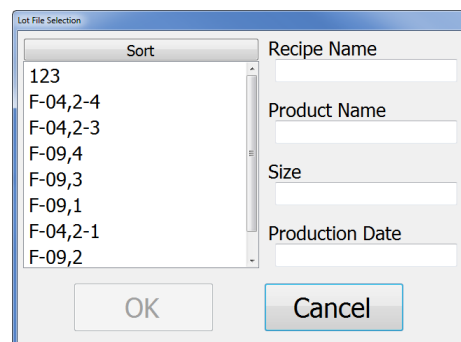 Lot File Selection
Sort
123
F-04,2-4
F-04,2-3
F-09,4
F-09,3
F-09,1
F-04,2-1
F-09,2
Recipe Name
Product Name
Size
Production Date
OK
Cancel